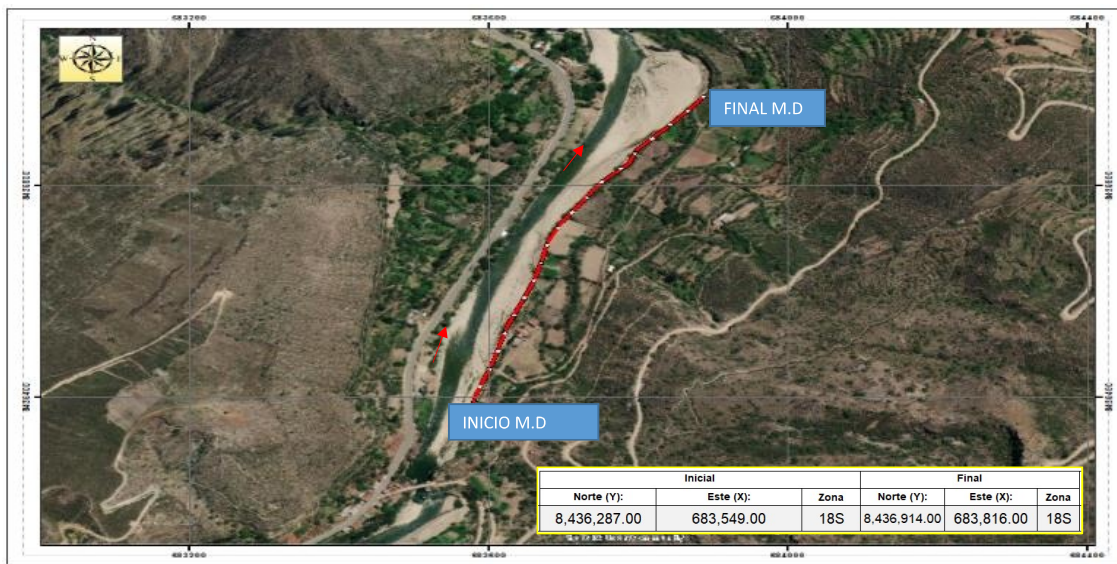 683200 683600 684000 684400
N
W E
S
FINAL M.D
INICIO M.D
Inicial Final
Norte (Y): Este (X): Zona Norte (Y): Este (X): Zona
8,436,287.00 683,549.00 18S 8,436,914.00 683,816.00 18S
683200 683600 684000 684400